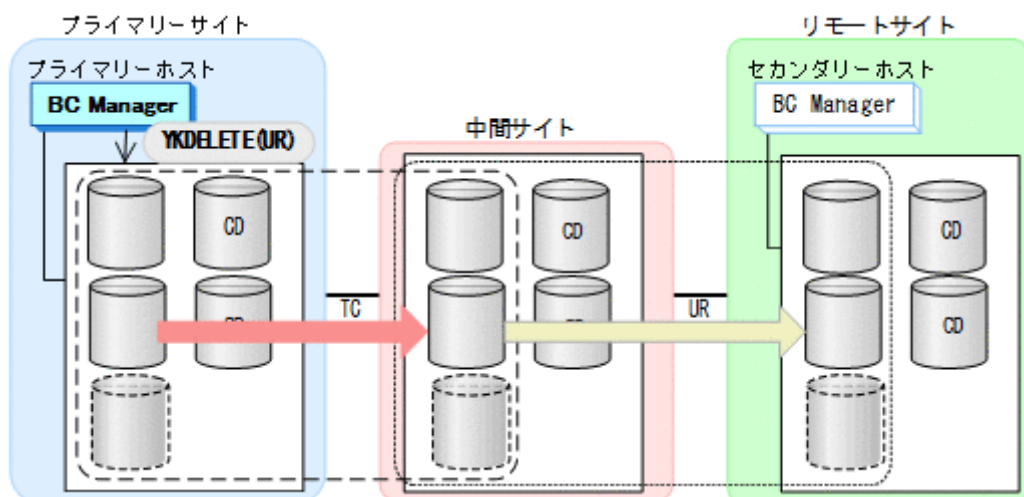 プライマリーサイト
リモートサイト
プライマリーホスト
セカンダリーホスト
BC Manager
BC Manager
YKDELETE(UR)
中間サイト
CD
CD
CD
TC
UR
CD